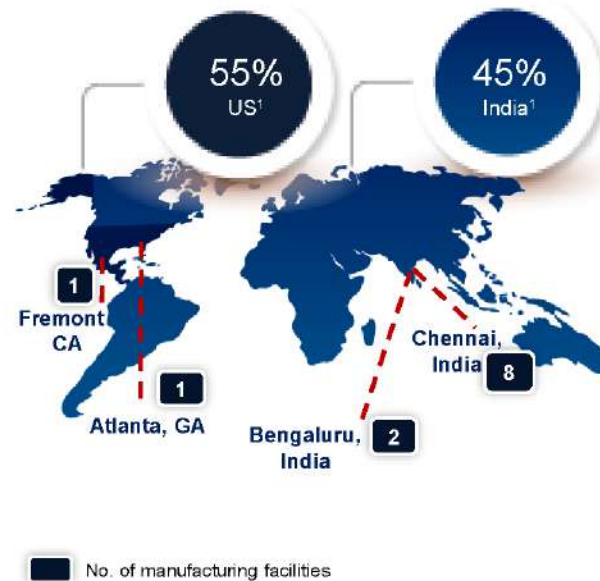 55%
US¹
45%
India¹
1
Fremont
CA
1
Atlanta, GA
Chennai,
India
8
Bengaluru,
India
2
No. of manufacturing facilities